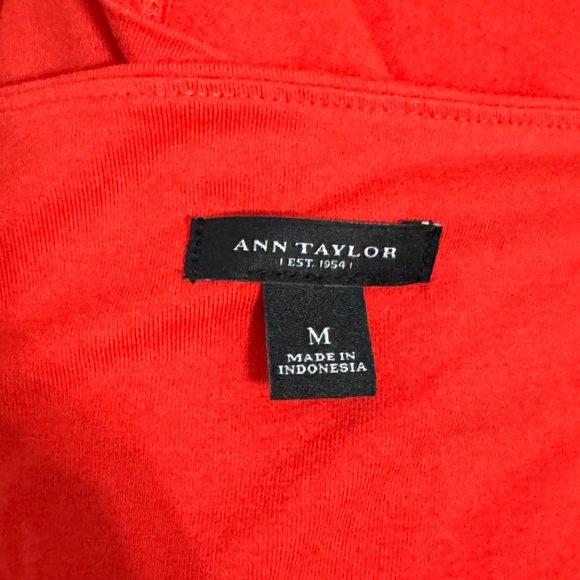 ANN TAYLOR
EST. 1954
M
MADE IN
INDONESIA